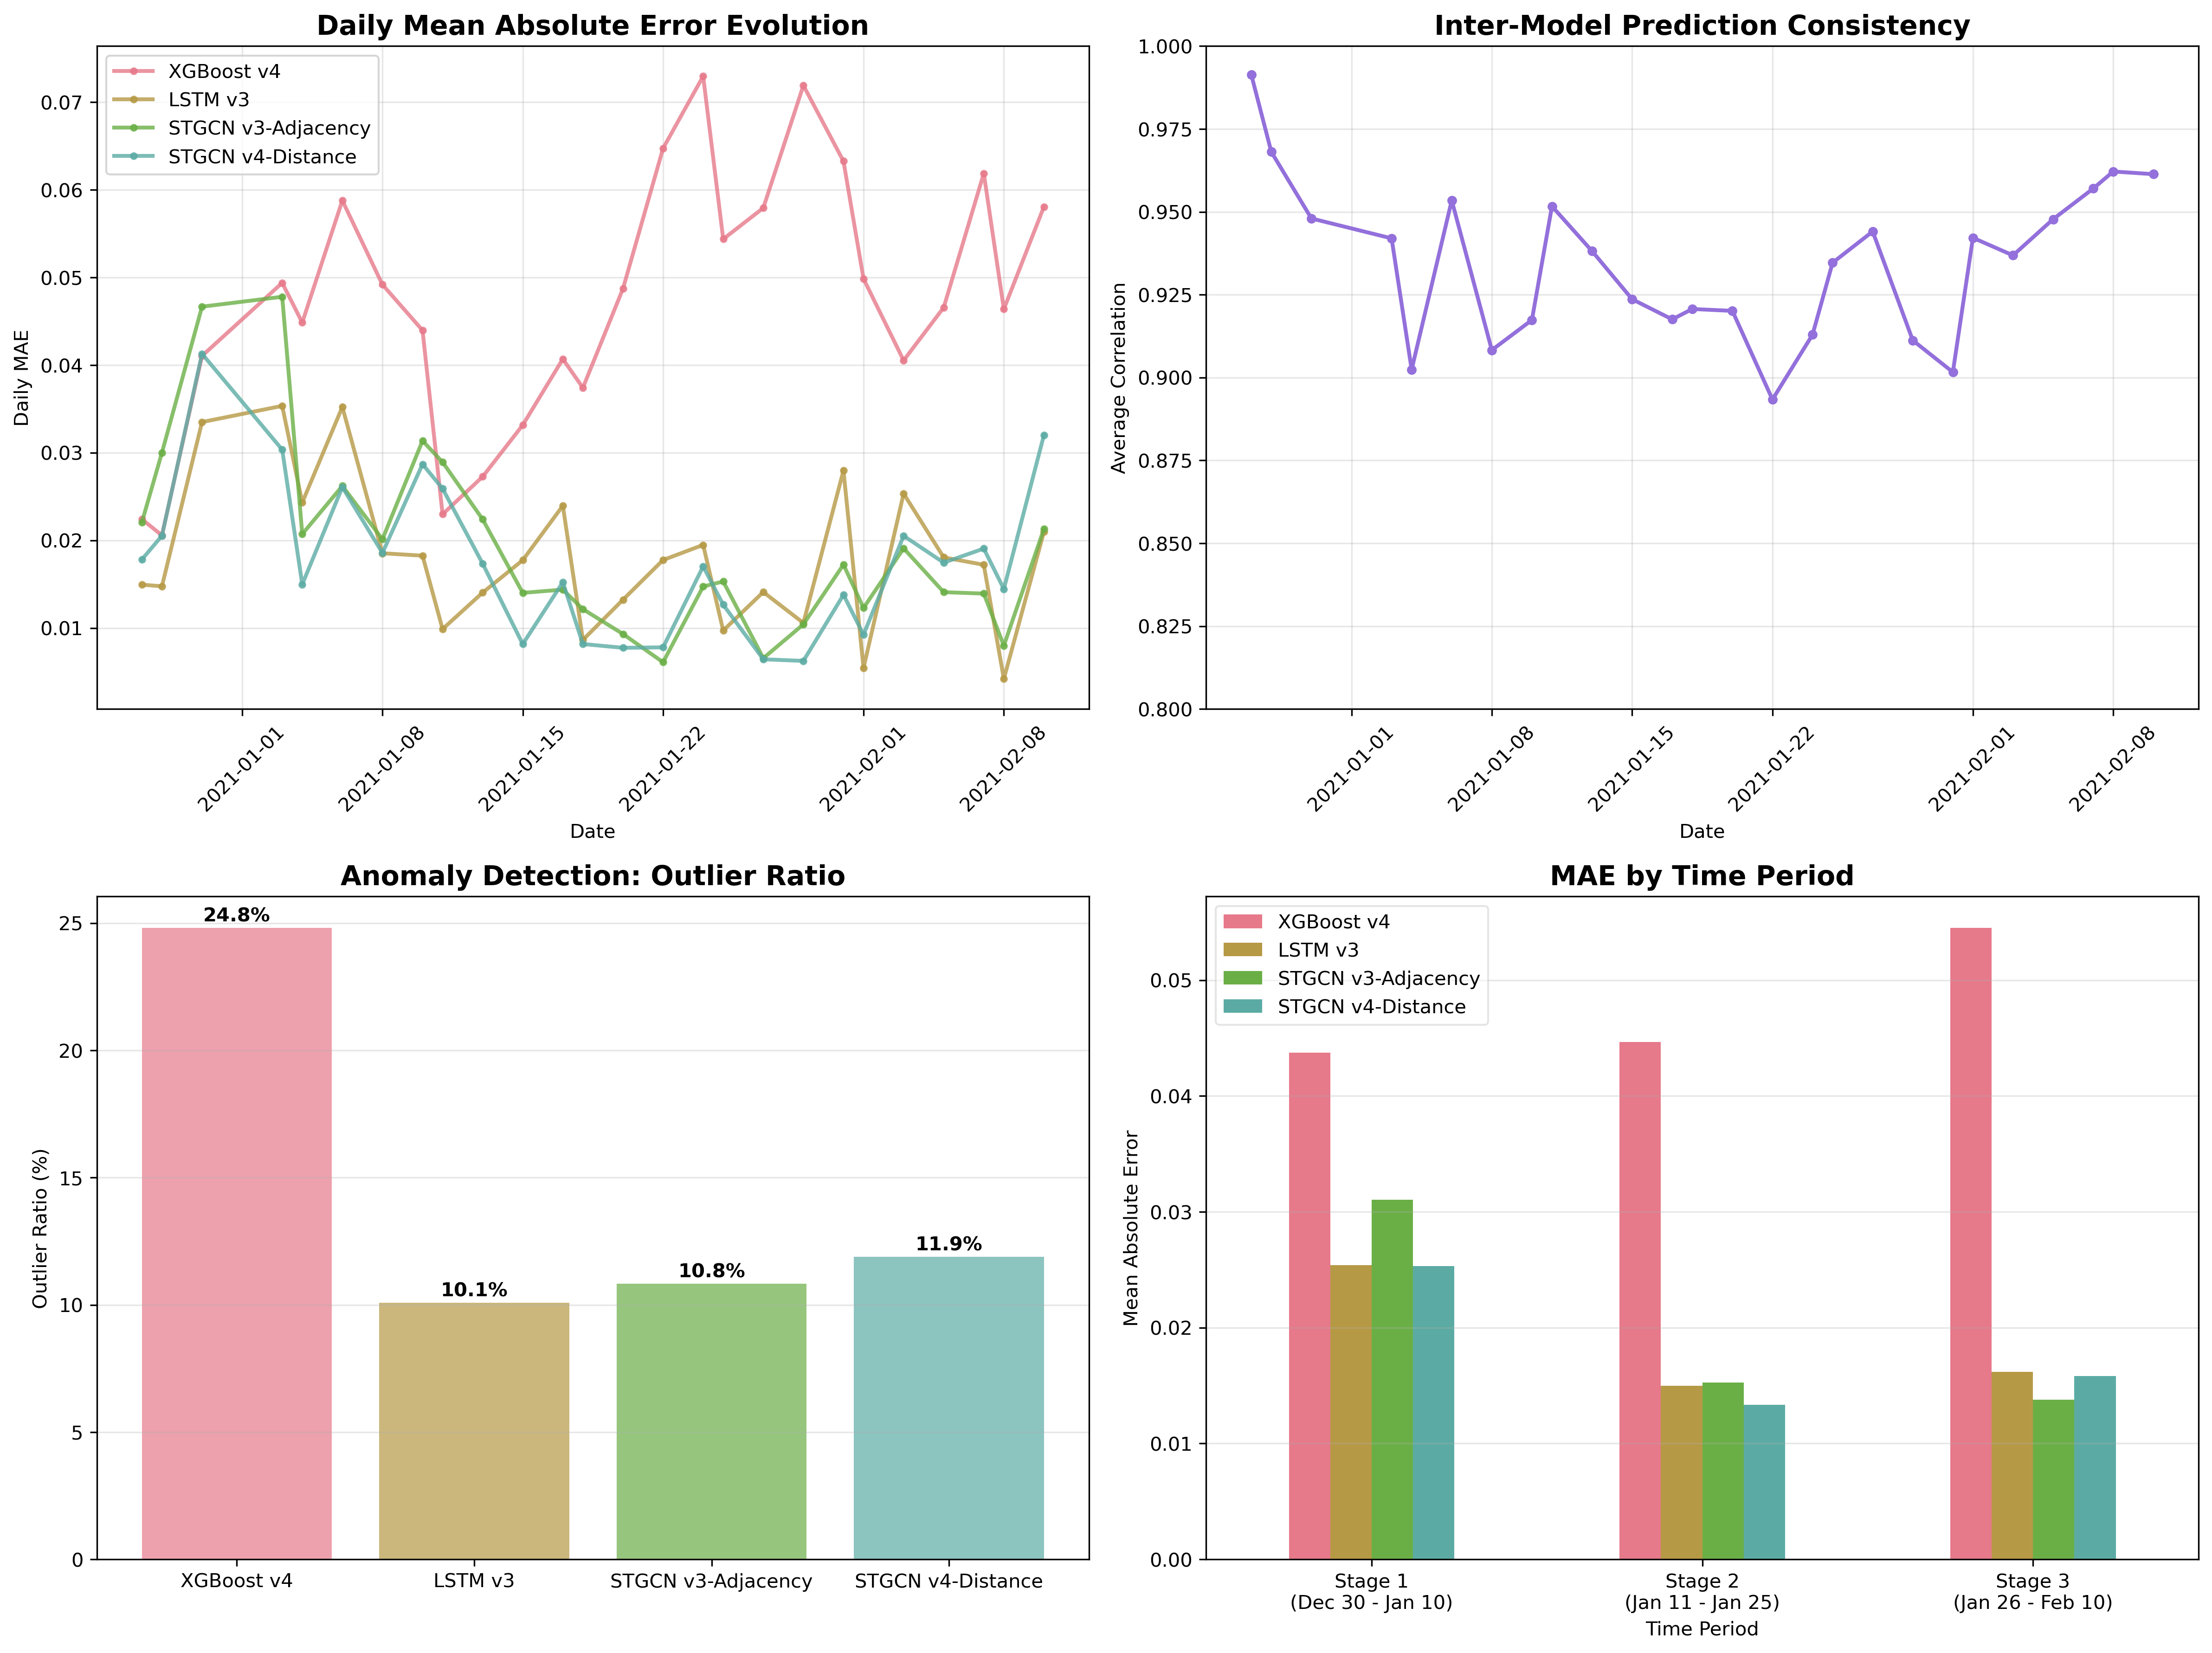 Daily Mean Absolute Error Evolution
XGBoost v4
LSTM v3
STGCN v3-Adjacency
STGCN v4-Distance
Daily MAE
0.07
0.06
0.05
0.04
0.03
0.02
0.01
2021-01-01
2021-01-08
2021-01-15
2021-01-22
2021-02-01
2021-02-08
Date
Inter-Model Prediction Consistency
Average Correlation
1.000
0.975
0.950
0.925
0.900
0.875
0.850
0.825
0.800
2021-01-01
2021-01-08
2021-01-15
2021-01-22
2021-02-01
2021-02-08
Date
Anomaly Detection: Outlier Ratio
Outlier Ratio (%)
25
20
15
10
5
0
24.8%
10.1%
10.8%
11.9%
XGBoost v4
LSTM v3
STGCN v3-Adjacency
STGCN v4-Distance
MAE by Time Period
XGBoost v4
LSTM v3
STGCN v3-Adjacency
STGCN v4-Distance
Mean Absolute Error
0.05
0.04
0.03
0.02
0.01
0.00
Stage 1
(Dec 30 - Jan 10)
Stage 2
(Jan 11 - Jan 25)
Stage 3
(Jan 26 - Feb 10)
Time Period